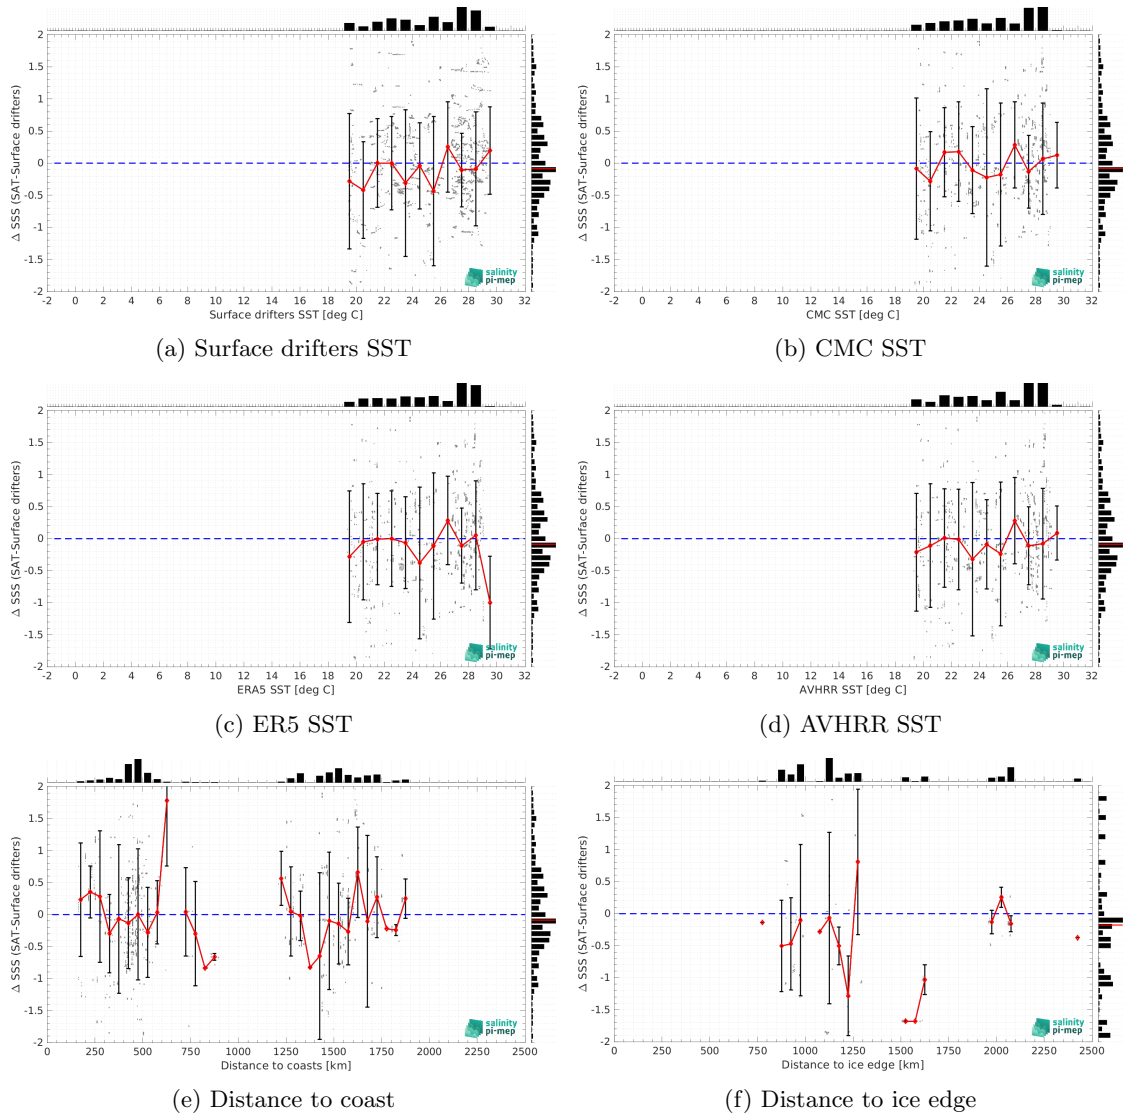 2
1.5
1
0.5
0
-0.5
-1
-1.5
-2
Δ SSS (SAT-Surface drifters)
salinity
pi-mep
-2 0 2 4 6 8 10 12 14 16 18 20 22 24 26 28 30 32
Surface drifters SST [deg C]
(a) Surface drifters SST
2
1.5
1
0.5
0
-0.5
-1
-1.5
-2
Δ SSS (SAT-Surface drifters)
salinity
pi-mep
-2 0 2 4 6 8 10 12 14 16 18 20 22 24 26 28 30 32
CMC SST [deg C]
(b) CMC SST
2
1.5
1
0.5
0
-0.5
-1
-1.5
-2
Δ SSS (SAT-Surface drifters)
salinity
pi-mep
-2 0 2 4 6 8 10 12 14 16 18 20 22 24 26 28 30 32
ERA5 SST [deg C]
(c) ER5 SST
2
1.5
1
0.5
0
-0.5
-1
-1.5
-2
Δ SSS (SAT-Surface drifters)
salinity
pi-mep
-2 0 2 4 6 8 10 12 14 16 18 20 22 24 26 28 30 32
AVHRR SST [deg C]
(d) AVHRR SST
2
1.5
1
0.5
0
-0.5
-1
-1.5
-2
Δ SSS (SAT-Surface drifters)
salinity
pi-mep
0 250 500 750 1000 1250 1500 1750 2000 2250 2500
Distance to coasts [km]
(e) Distance to coast
2
1.5
1
0.5
0
-0.5
-1
-1.5
-2
Δ SSS (SAT-Surface drifters)
salinity
pi-mep
0 250 500 750 1000 1250 1500 1750 2000 2250 2500
Distance to ice edge [km]
(f) Distance to ice edge